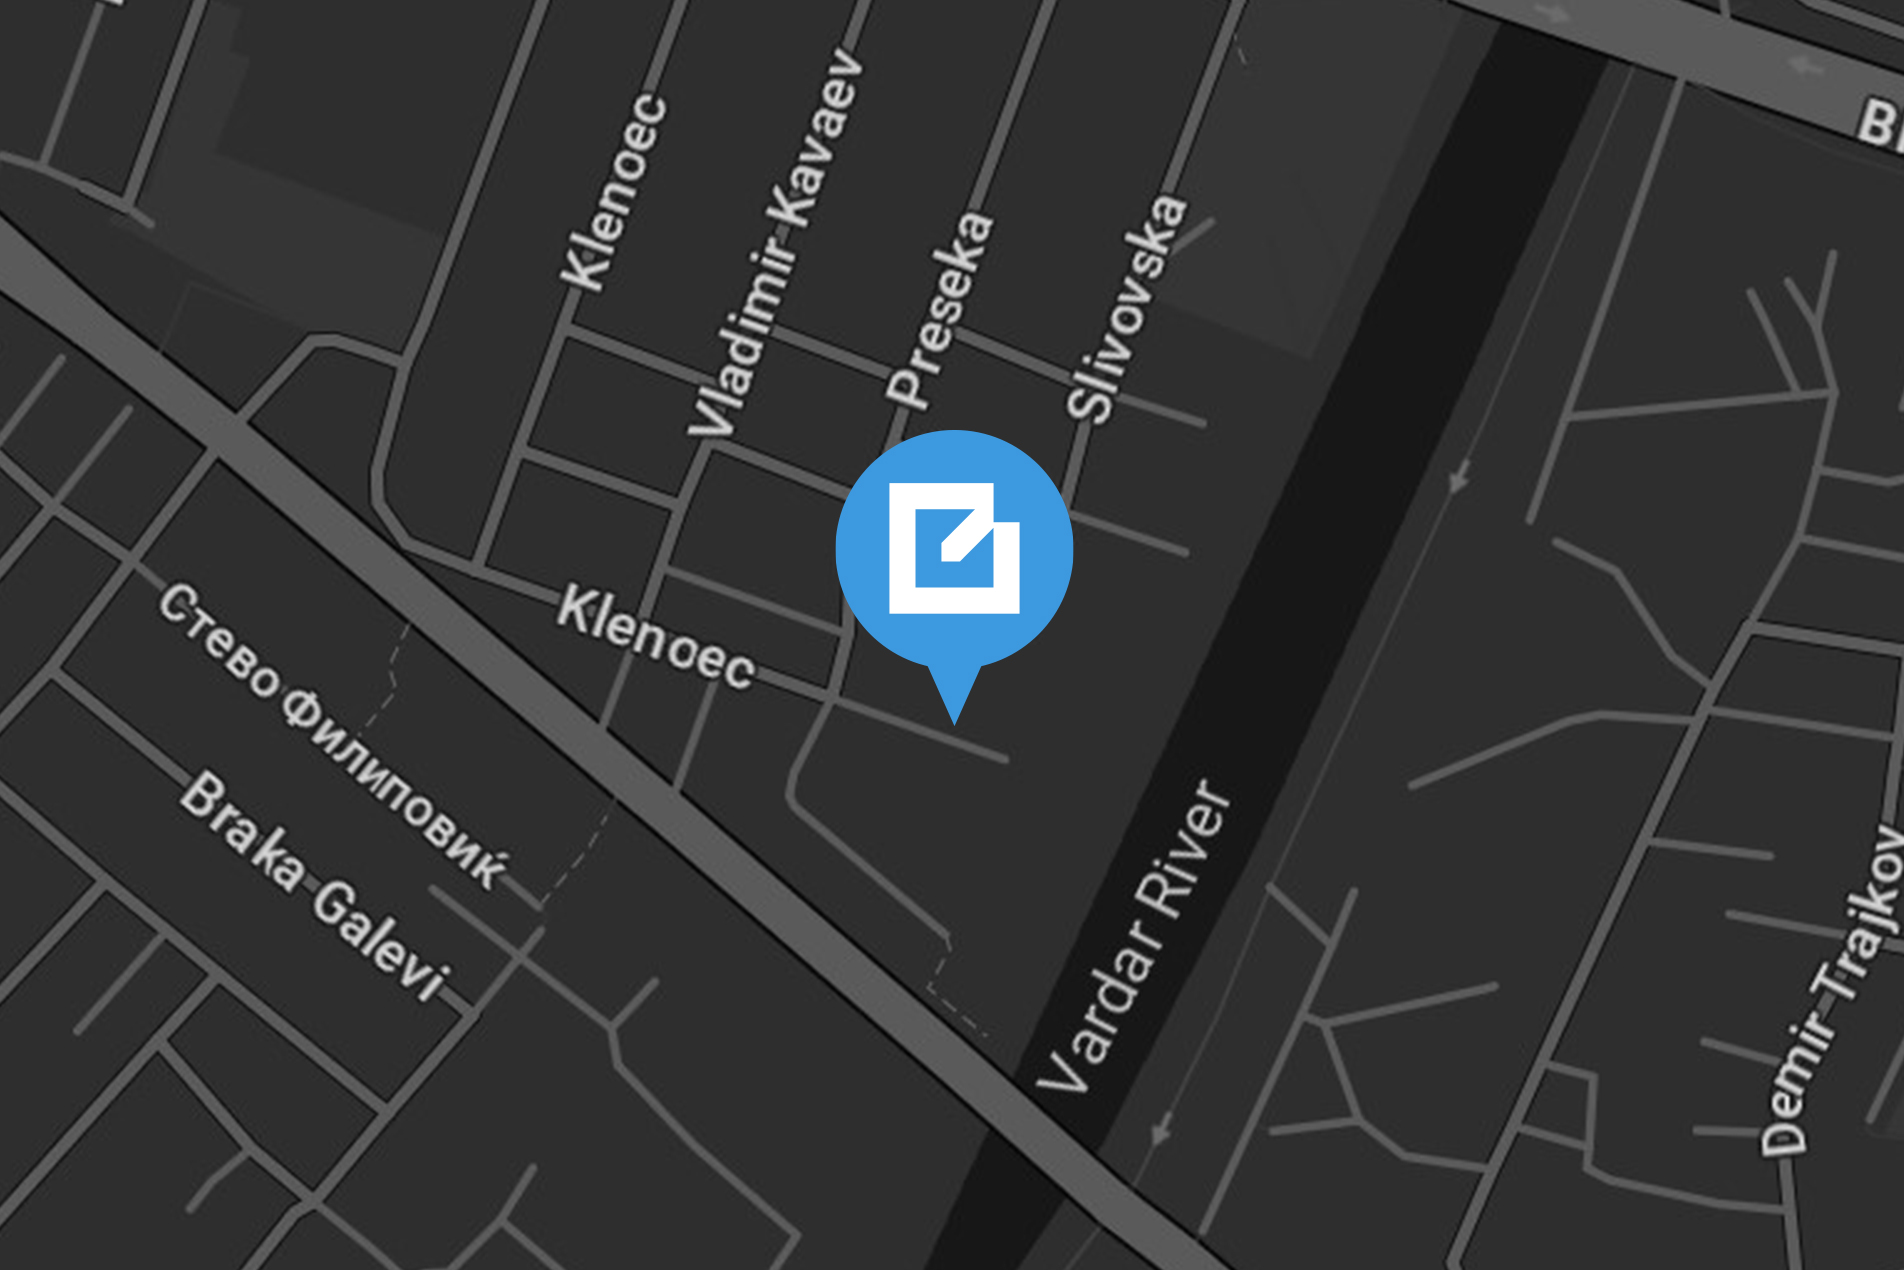 Klenoec
Vladimir Kavaev
Preseka
Slivovska
Klenoec
Стево Филиповиќ
Braka Galevi
Vardar River
Demir Trajkov